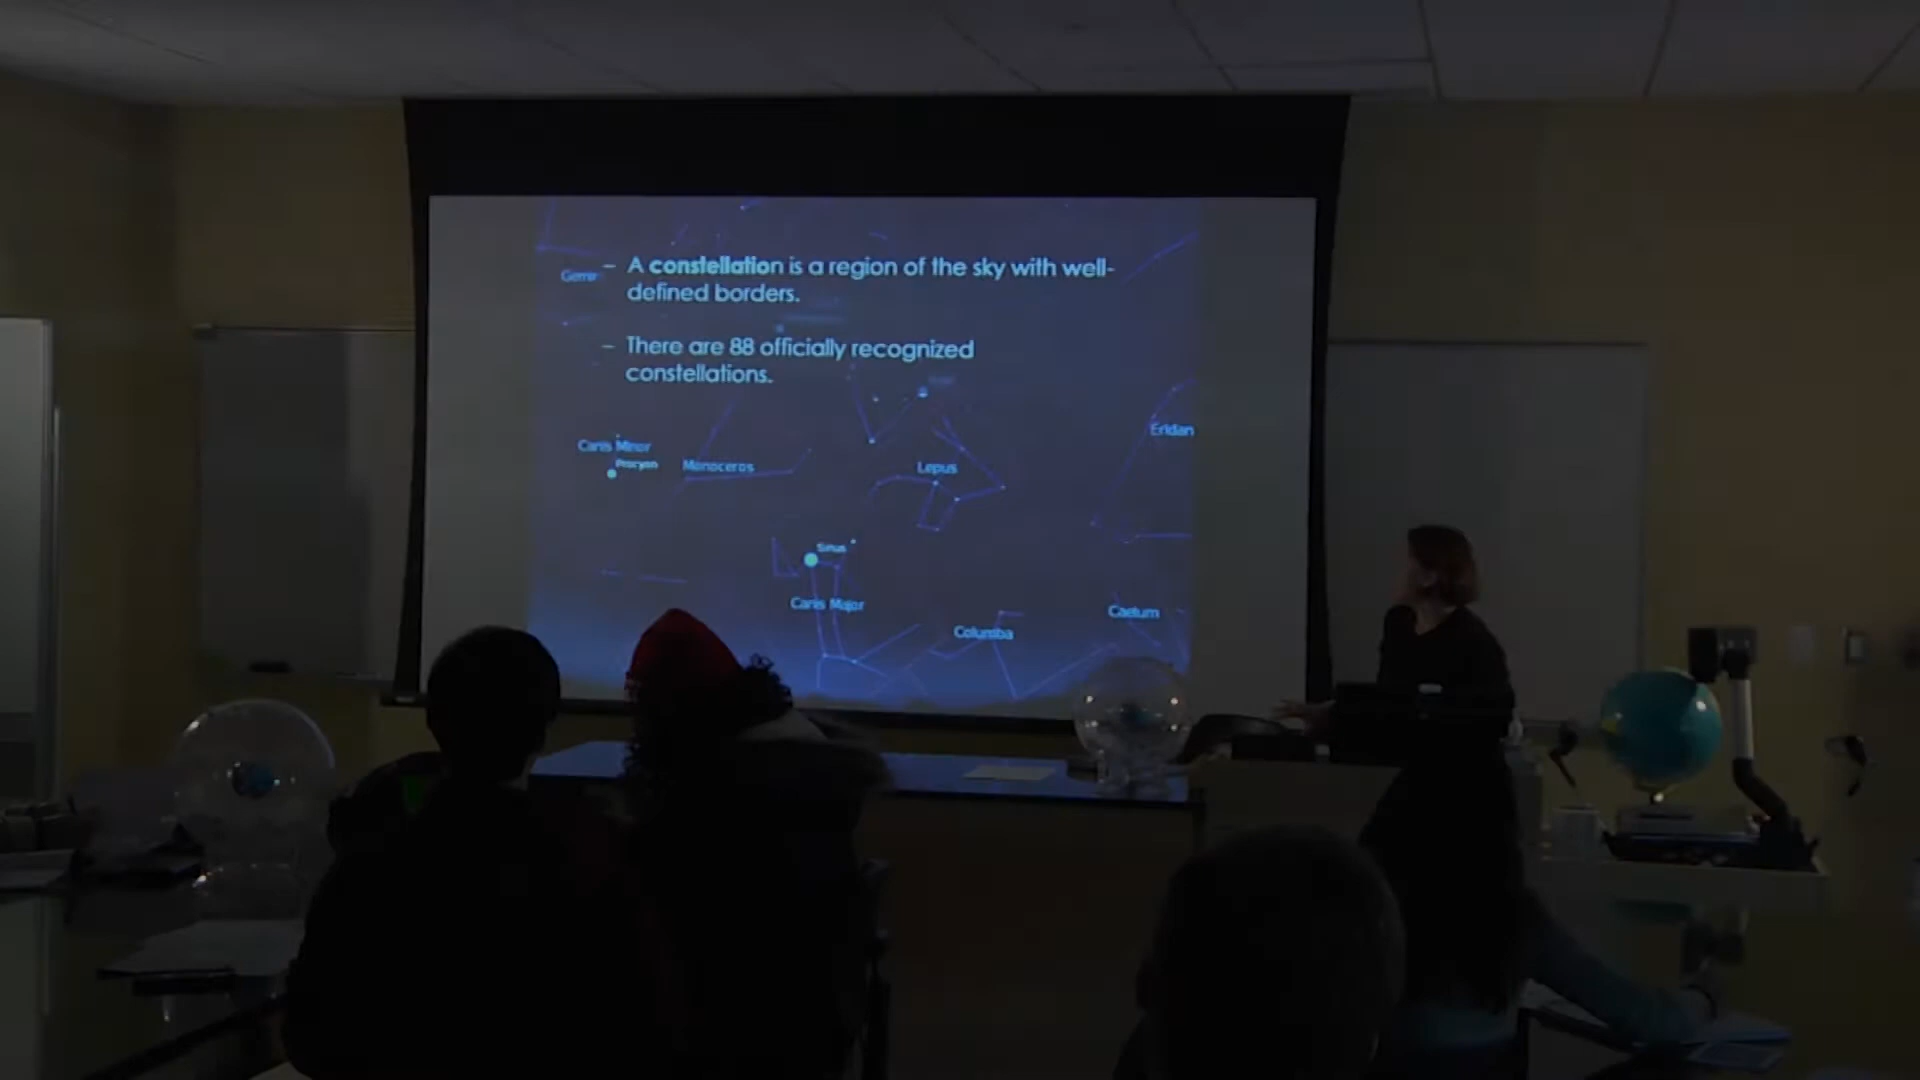 – A constellation is a region of the sky with well-
defined borders.
– There are 88 officially recognized
constellations.
Eridan
Canis Minor
Procyon
Monoceros
Lepus
Sirius
Canis Major
Caelum
Columba